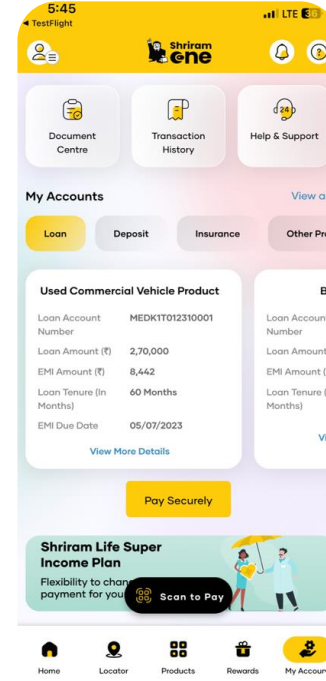 5:45
LTE
TestFlight
Shriram
One
Document
Centre
Transaction
History
24
Help & Support
My Accounts
View a
Loan
Deposit
Insurance
Other Pro
Used Commercial Vehicle Product
Loan Account
Number
MEDK1T012310001
Loan Amount (₹)
2,70,000
EMI Amount (₹)
8,442
Loan Tenure (In
Months)
60 Months
EMI Due Date
05/07/2023
View More Details
B
Loan Account
Number
Loan Amount
EMI Amount (
Loan Tenure (
Months)
Vi
Pay Securely
Shriram Life Super
Income Plan
Flexibility to chan
payment for you
Scan to Pay
Home
Locator
Products
Rewards
My Accoun